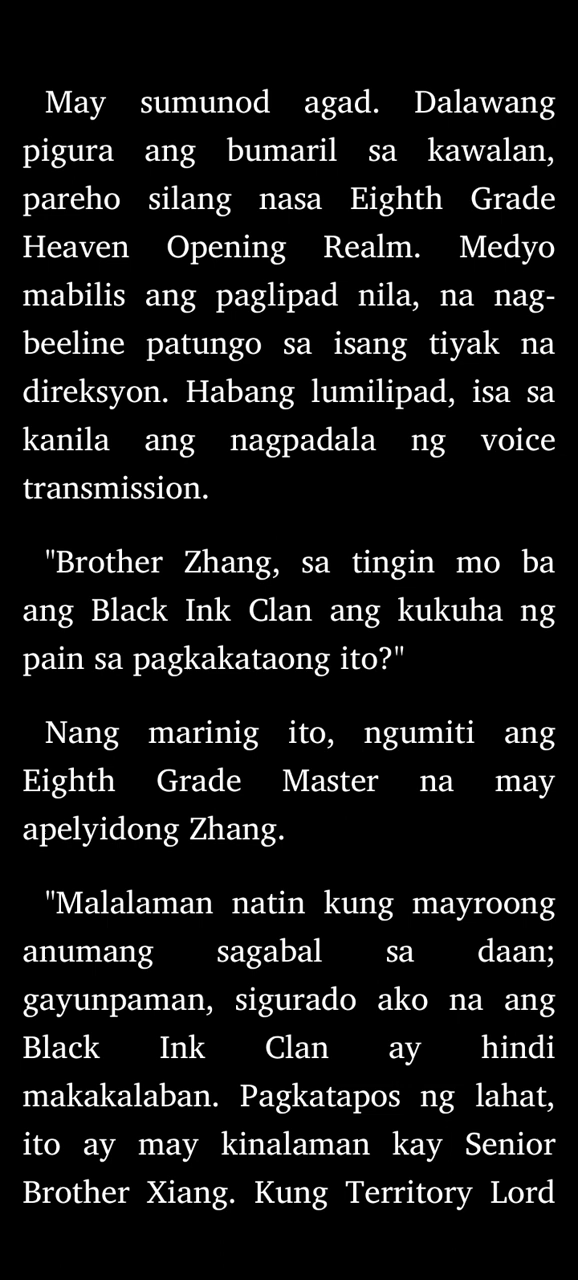 May sumunod agad. Dalawang
pigura ang bumaril sa kawalan,
pareho silang nasa Eighth Grade
Heaven Opening Realm. Medyo
mabilis ang paglipad nila, na nag-
beeline patungo sa isang tiyak na
direksyon. Habang lumilipad, isa sa
kanila ang nagpadala ng voice
transmission.
"Brother Zhang, sa tingin mo ba
ang Black Ink Clan ang kukuha ng
pain sa pagkakataong ito?"
Nang marinig ito, ngumiti ang
Eighth Grade Master na may
apelyidong Zhang.
"Malalaman natin kung mayroong
anumang sagabal sa daan;
gayunpaman, sigurado ako na ang
Black Ink Clan ay hindi
makakalaban. Pagkatapos ng lahat,
ito ay may kinalaman kay Senior
Brother Xiang. Kung Territory Lord